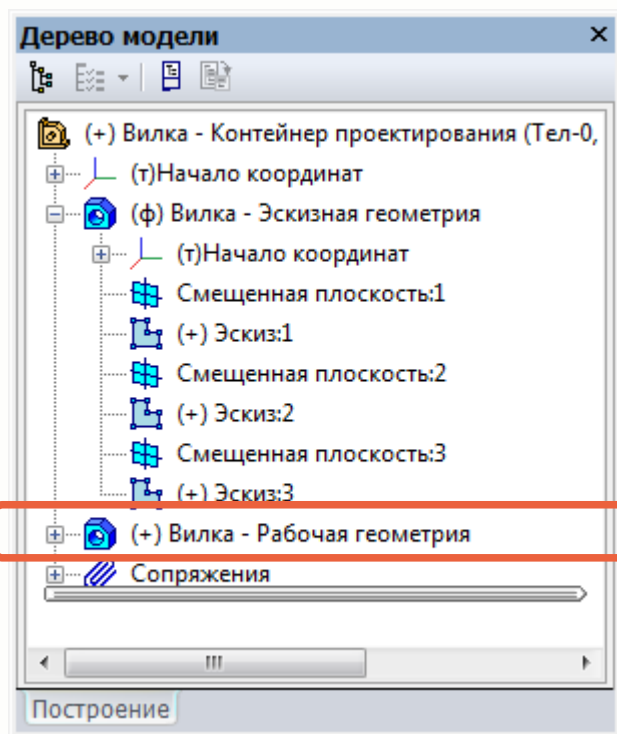 Дерево модели
(+) Вилка - Контейнер проектирования (Тел-0,
(т)Начало координат
(ф) Вилка - Эскизная геометрия
(т)Начало координат
Смещенная плоскость:1
(+) Эскиз:1
Смещенная плоскость:2
(+) Эскиз:2
Смещенная плоскость:3
(+) Эскиз:3
(+) Вилка - Рабочая геометрия
Сопряжения
Построение